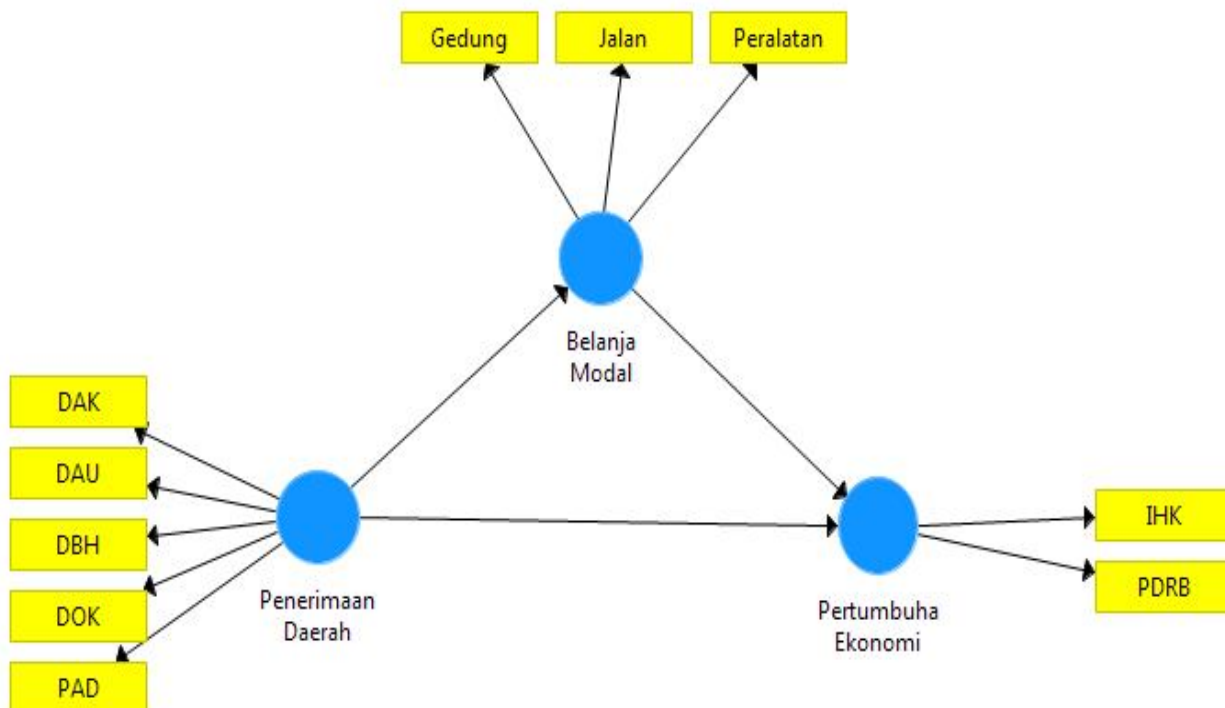 Gedung
Jalan
Peralatan
Belanja
Modal
DAK
DAU
DBH
DOK
PAD
Penerimaan
Daerah
Pertumbuha
Ekonomi
IHK
PDRB